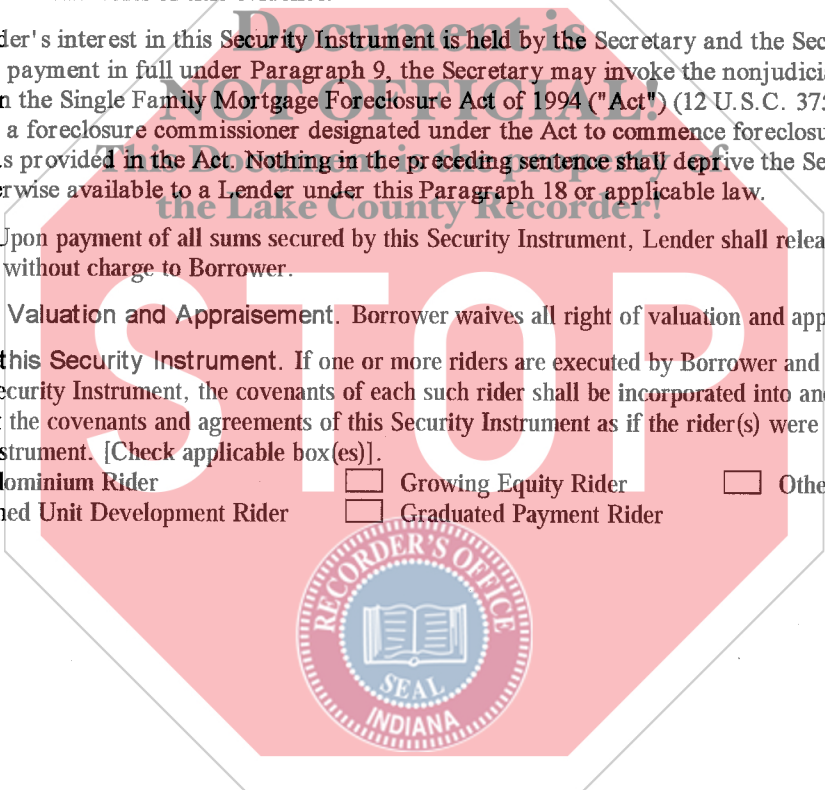 Document is
der's interest in this Security Instrument is held by the Secretary and the Sec
payment in full under Paragraph 9, the Secretary may invoke the nonjudici
NOT OFFICIAL!
n the Single Family Mortgage Foreclosure Act of 1994 ("Act") (12 U.S.C. 375
a foreclosure commissioner designated under the Act to commence foreclosu
This Document is the property of
s provided in the Act. Nothing in the preceding sentence shall deprive the Se
erwise available to a Lender under this Paragraph 18 or applicable law.
the Lake County Recorder!
Upon payment of all sums secured by this Security Instrument, Lender shall relea
without charge to Borrower.
STOP
Valuation and Appraisement. Borrower waives all right of valuation and app
this Security Instrument. If one or more riders are executed by Borrower and
ecurity Instrument, the covenants of each such rider shall be incorporated into an
the covenants and agreements of this Security Instrument as if the rider(s) were
strument. [Check applicable box(es)].
dominium Rider Growing Equity Rider Othe
ned Unit Development Rider Graduated Payment Rider
RECORDER'S OFFICE
SEAL
INDIANA